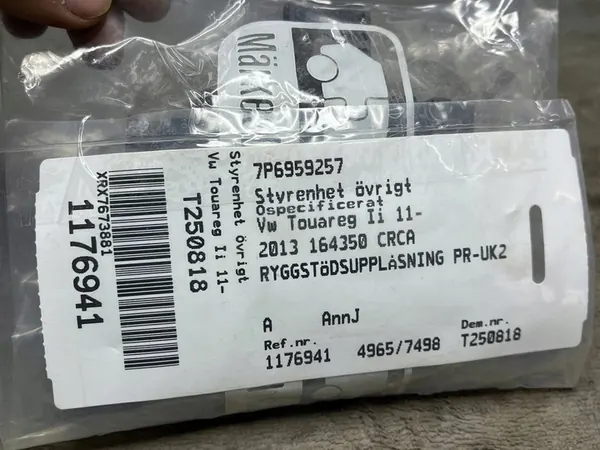 Märke
XRX7673881
1176941
T250818
Vw Touareg Ii 11-
Styrenhet övrigt
7P6959257
Styrenhet övrigt
Ospecificerat
Vw Touareg Ii 11-
2013 164350 CRCA
RYGGSTÖDSUPPLÅSNING PR-UK2
A AnnJ
Ref.nr. Dem.nr.
1176941 4965/7498 T250818